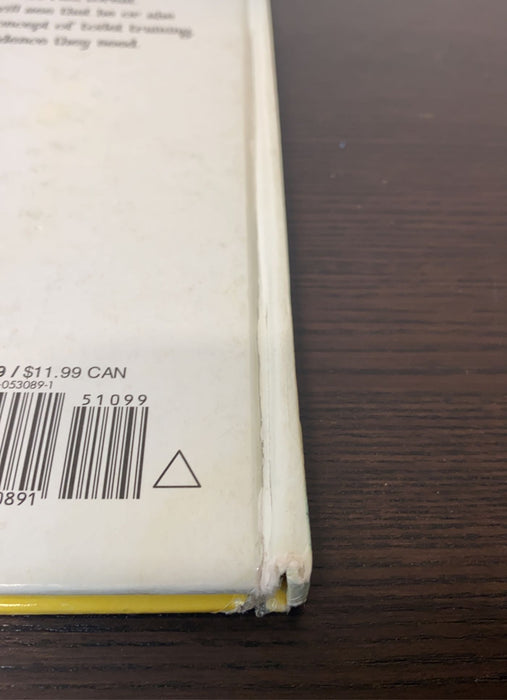 will see that he or she
concept of toilet training
they need.
9 / $11.99 CAN
-053089-1
51099
0891